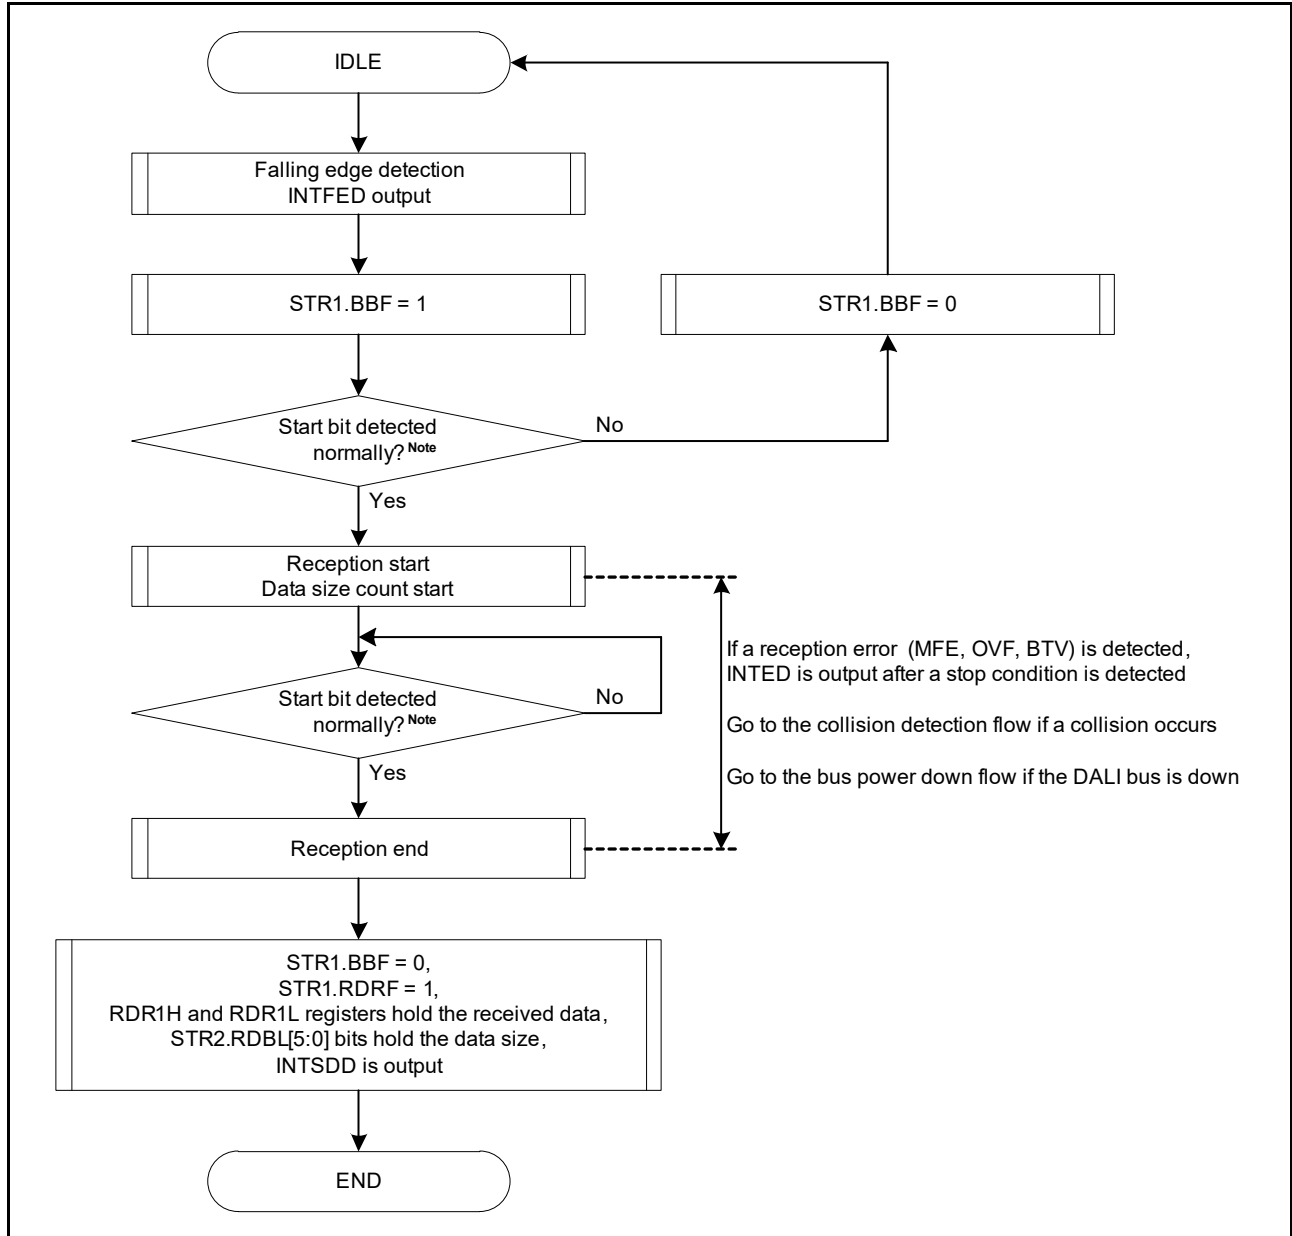 IDLE
Falling edge detection
INTFED output
STR1.BBF = 1
STR1.BBF = 0
Start bit detected
normally? Note
No
Yes
Reception start
Data size count start
If a reception error (MFE, OVF, BTV) is detected,
INTED is output after a stop condition is detected
Go to the collision detection flow if a collision occurs
Go to the bus power down flow if the DALI bus is down
Start bit detected
normally? Note
No
Yes
Reception end
STR1.BBF = 0,
STR1.RDRF = 1,
RDR1H and RDR1L registers hold the received data,
STR2.RDBL[5:0] bits hold the data size,
INTSDD is output
END